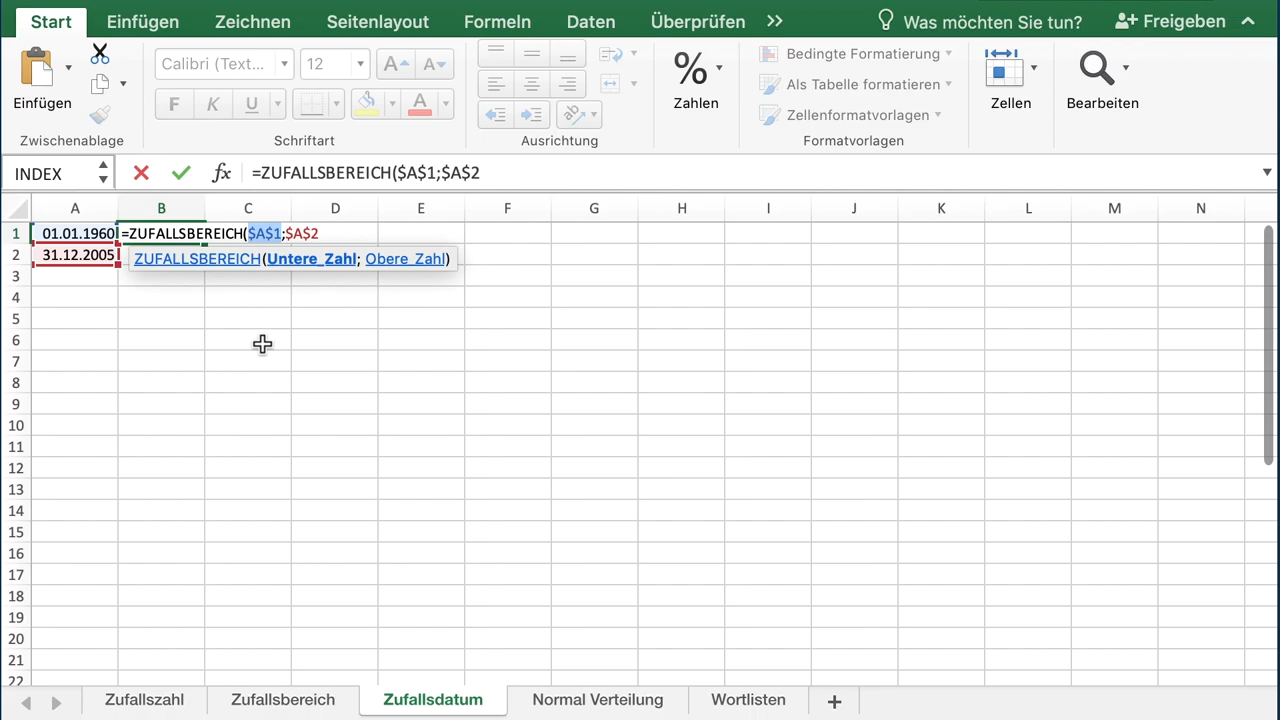 Start Einfügen Zeichnen Seitenlayout Formeln Daten Überprüfen >> Was möchten Sie tun? Freigeben
Einfügen
Zwischenablage
Calibri (Text... 12 A A
F K U A
Schriftart
Ausrichtung
%
Zahlen
Bedingte Formatierung
Als Tabelle formatieren
Zellenformatvorlagen
Formatvorlagen
Zellen
Bearbeiten
INDEX fx =ZUFALLSBEREICH($A$1;$A$2
A B C D E F G H I J K L M N
1 01.01.1960 =ZUFALLSBEREICH($A$1;$A$2
2 31.12.2005 ZUFALLSBEREICH(Untere_Zahl; Obere_Zahl)
3
4
5
6
7
8
9
10
11
12
13
14
15
16
17
18
19
20
21
22
Zufallszahl Zufallsbereich Zufallsdatum Normal Verteilung Wortlisten +